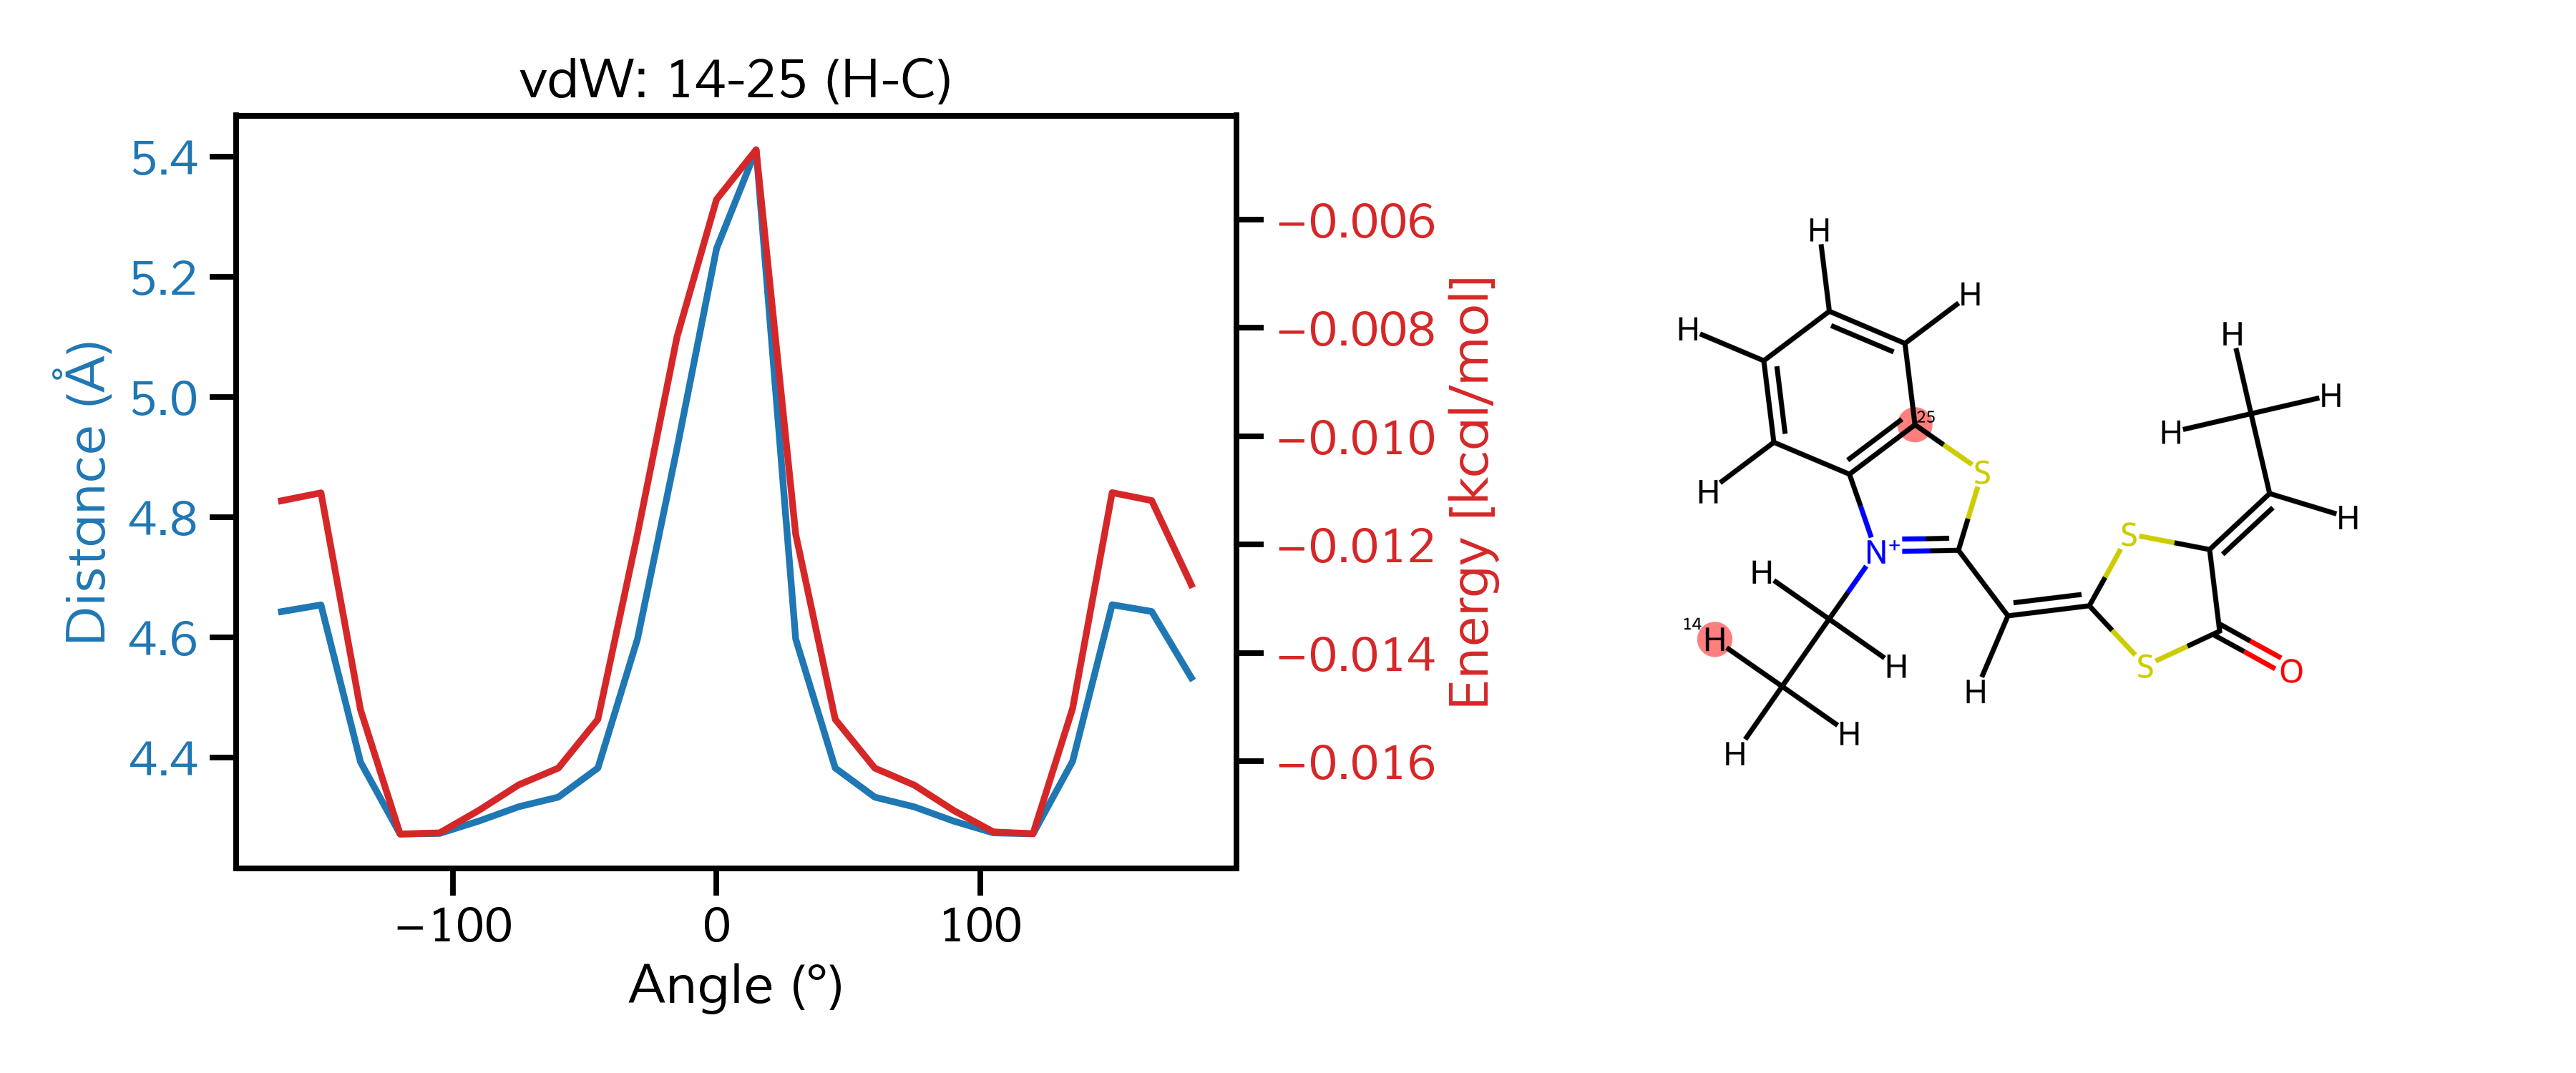 vdW: 14-25 (H-C)
5.4
5.2
5.0
4.8
4.6
4.4
Distance (Å)
−0.006
−0.008
−0.010
−0.012
−0.014
−0.016
Energy [kcal/mol]
−100
0
100
Angle (°)
H
H
H
H
H
H
25
H
S
H
H
S
N+
H
14
H
H
S
O
H
H
H